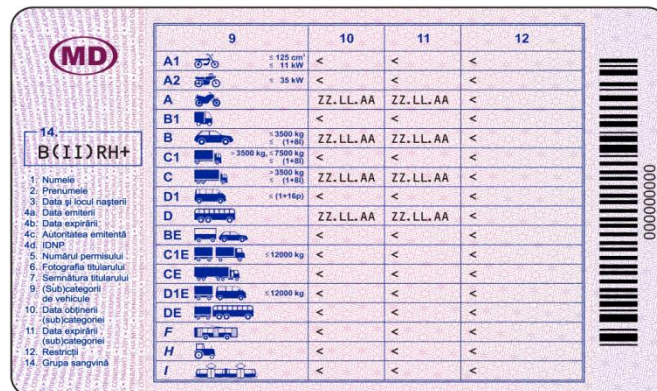 MD
14.
B(II)RH+
1. Numele
2. Prenumele
3. Data și locul nașterii
4a. Data emiterii
4b. Data expirării
4c. Autoritatea emitentă
4d. IDNP
5. Numărul permisului
6. Fotografia titularului
7. Semnătura titularului
9. (Sub)categorii
de vehicule
10. Data obținerii
(sub)categoriei
11. Data expirării
(sub)categoriei
12. Restricții
14. Grupa sangvină
9 10 11 12
A1 ≤ 125 cm³ ≤ 11 kW < < <
A2 ≤ 35 kW < < <
A ZZ.LL.AA ZZ.LL.AA <
B1 < < <
B ≤3500 kg ≤ (1+8l) ZZ.LL.AA ZZ.LL.AA <
C1 >3500 kg, ≤7500 kg ≤ (1+8l) < < <
C >3500 kg ≤ (1+8l) ZZ.LL.AA ZZ.LL.AA <
D1 ≤ (1+16p) < < <
D ZZ.LL.AA ZZ.LL.AA <
BE < < <
C1E ≤12000 kg < < <
CE < < <
D1E ≤12000 kg < < <
DE < < <
F < < <
H < < <
I < < <
0000000000